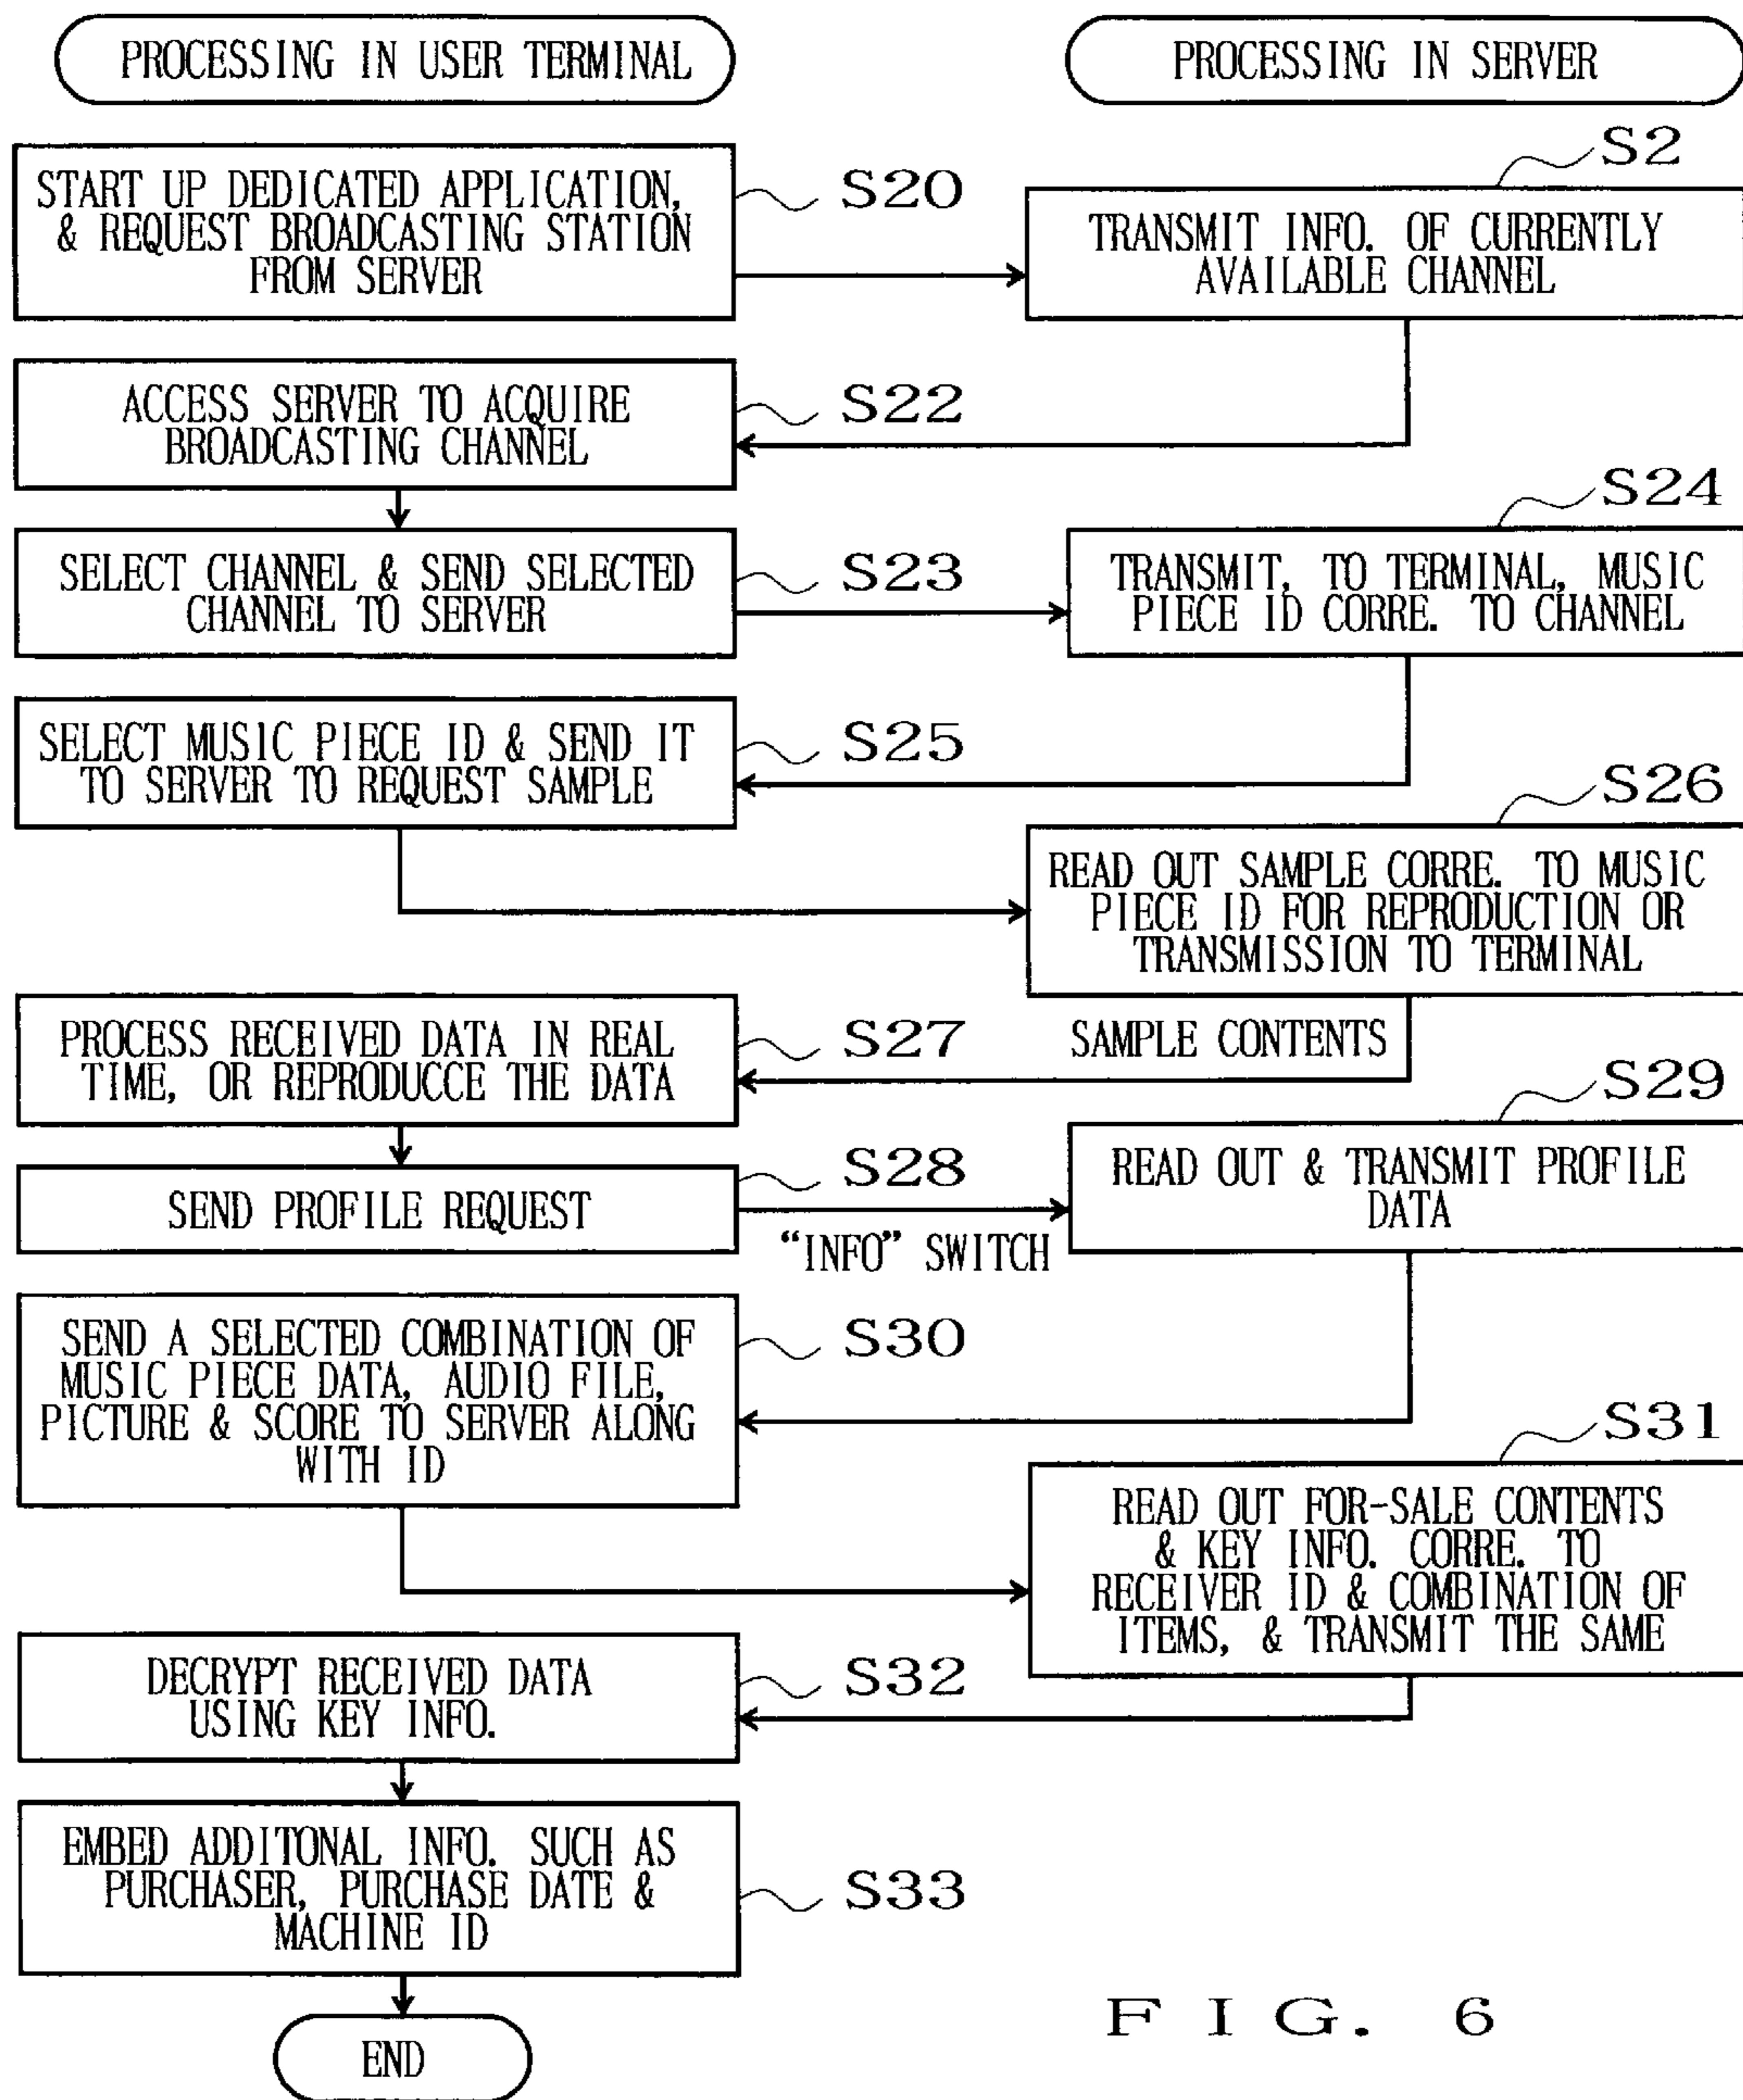 PROCESSING IN USER TERMINAL
PROCESSING IN SERVER
START UP DEDICATED APPLICATION,
& REQUEST BROADCASTING STATION
FROM SERVER
S20
S2
TRANSMIT INFO. OF CURRENTLY
AVAILABLE CHANNEL
ACCESS SERVER TO ACQUIRE
BROADCASTING CHANNEL
S22
SELECT CHANNEL & SEND SELECTED
CHANNEL TO SERVER
S23
S24
TRANSMIT, TO TERMINAL, MUSIC
PIECE ID CORRE. TO CHANNEL
SELECT MUSIC PIECE ID & SEND IT
TO SERVER TO REQUEST SAMPLE
S25
S26
READ OUT SAMPLE CORRE. TO MUSIC
PIECE ID FOR REPRODUCTION OR
TRANSMISSION TO TERMINAL
PROCESS RECEIVED DATA IN REAL
TIME, OR REPRODUCCE THE DATA
S27
SAMPLE CONTENTS
SEND PROFILE REQUEST
S28
"INFO" SWITCH
S29
READ OUT & TRANSMIT PROFILE
DATA
SEND A SELECTED COMBINATION OF
MUSIC PIECE DATA, AUDIO FILE,
PICTURE & SCORE TO SERVER ALONG
WITH ID
S30
S31
READ OUT FOR-SALE CONTENTS
& KEY INFO. CORRE. TO
RECEIVER ID & COMBINATION OF
ITEMS, & TRANSMIT THE SAME
DECRYPT RECEIVED DATA
USING KEY INFO.
S32
EMBED ADDITONAL INFO. SUCH AS
PURCHASER, PURCHASE DATE &
MACHINE ID
S33
END
FIG. 6